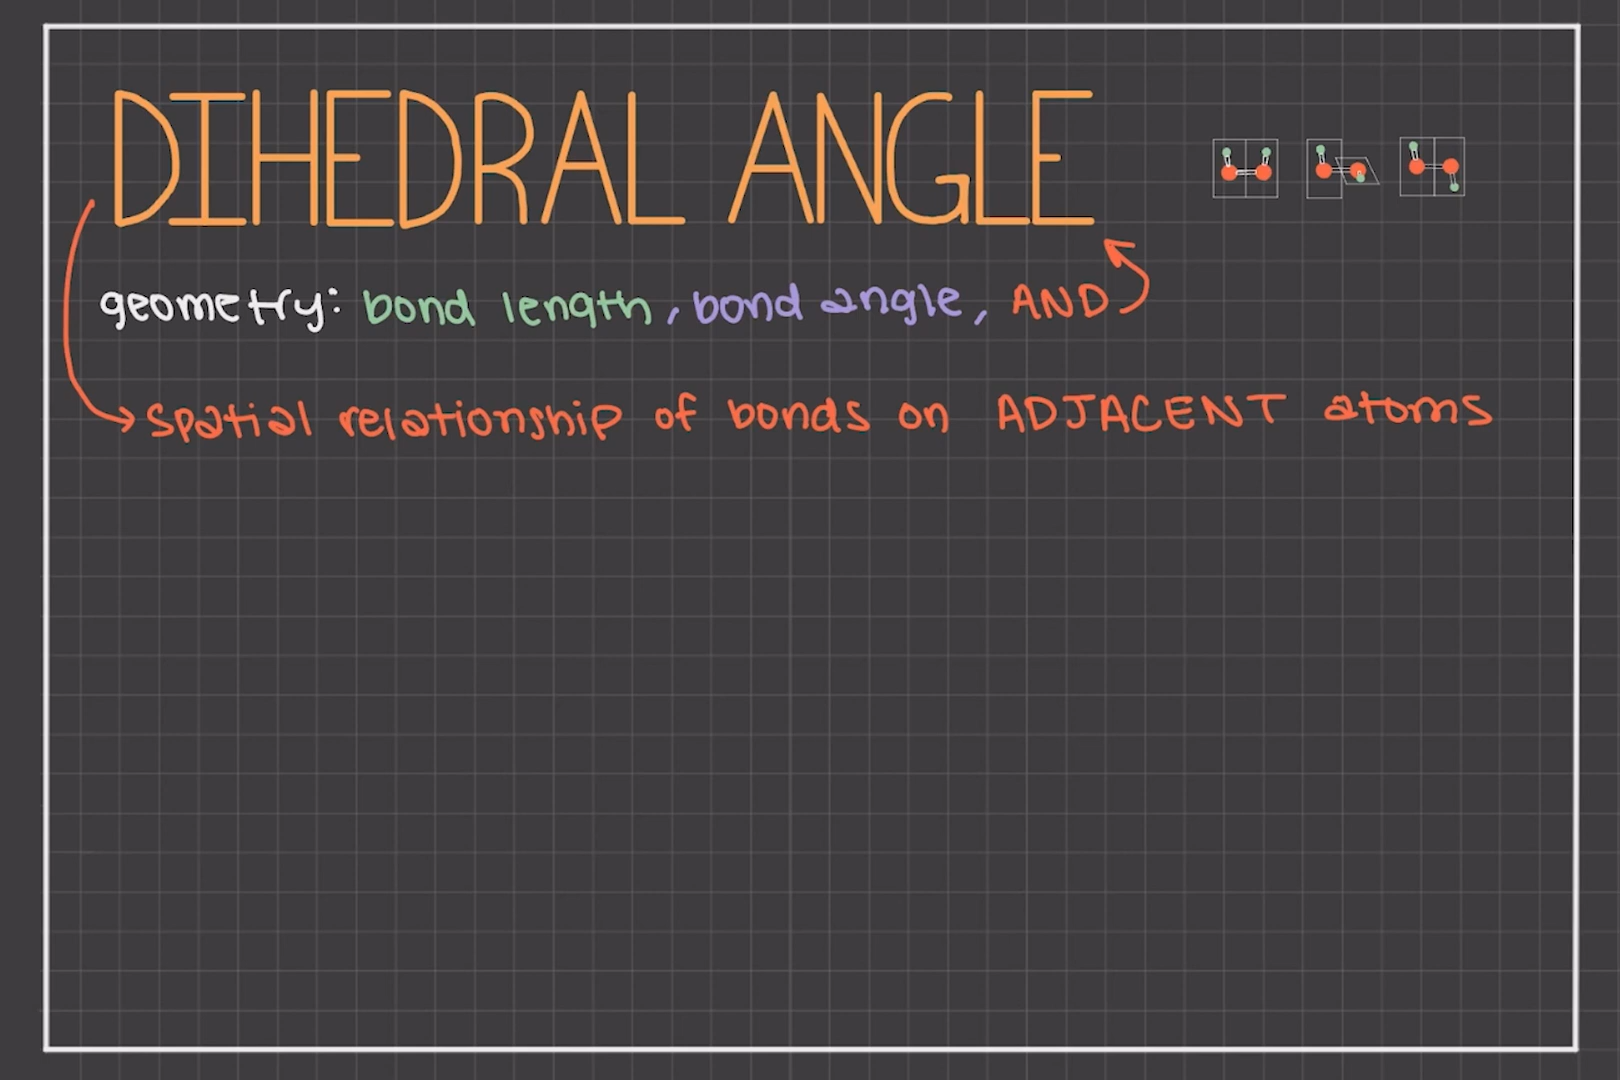 DIHEDRAL ANGLE
geometry: bond length, bond angle, AND
spatial relationship of bonds on ADJACENT atoms